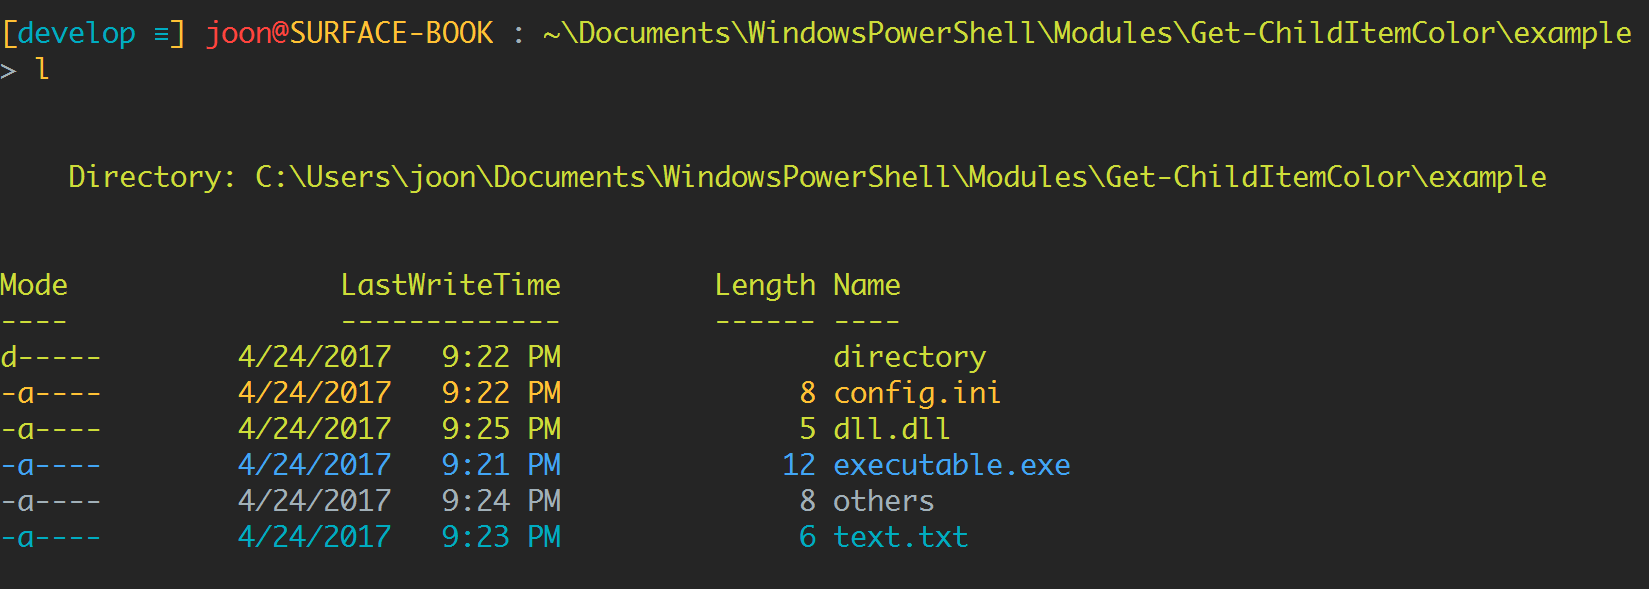 [develop ≡] joon@SURFACE-BOOK : ~\Documents\WindowsPowerShell\Modules\Get-ChildItemColor\example
> l
Directory: C:\Users\joon\Documents\WindowsPowerShell\Modules\Get-ChildItemColor\example
Mode LastWriteTime Length Name
---- ------------- ------ ----
d----- 4/24/2017 9:22 PM directory
-a---- 4/24/2017 9:22 PM 8 config.ini
-a---- 4/24/2017 9:25 PM 5 dll.dll
-a---- 4/24/2017 9:21 PM 12 executable.exe
-a---- 4/24/2017 9:24 PM 8 others
-a---- 4/24/2017 9:23 PM 6 text.txt